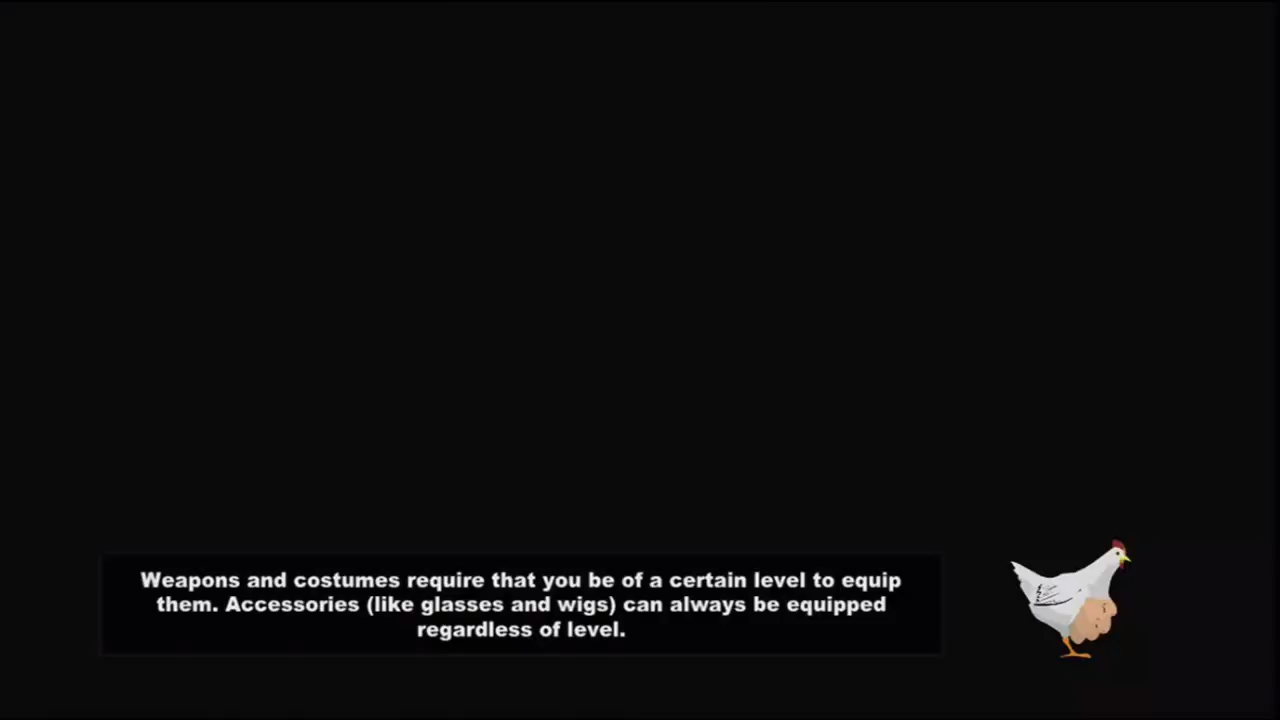 Weapons and costumes require that you be of a certain level to equip
them. Accessories (like glasses and wigs) can always be equipped
regardless of level.